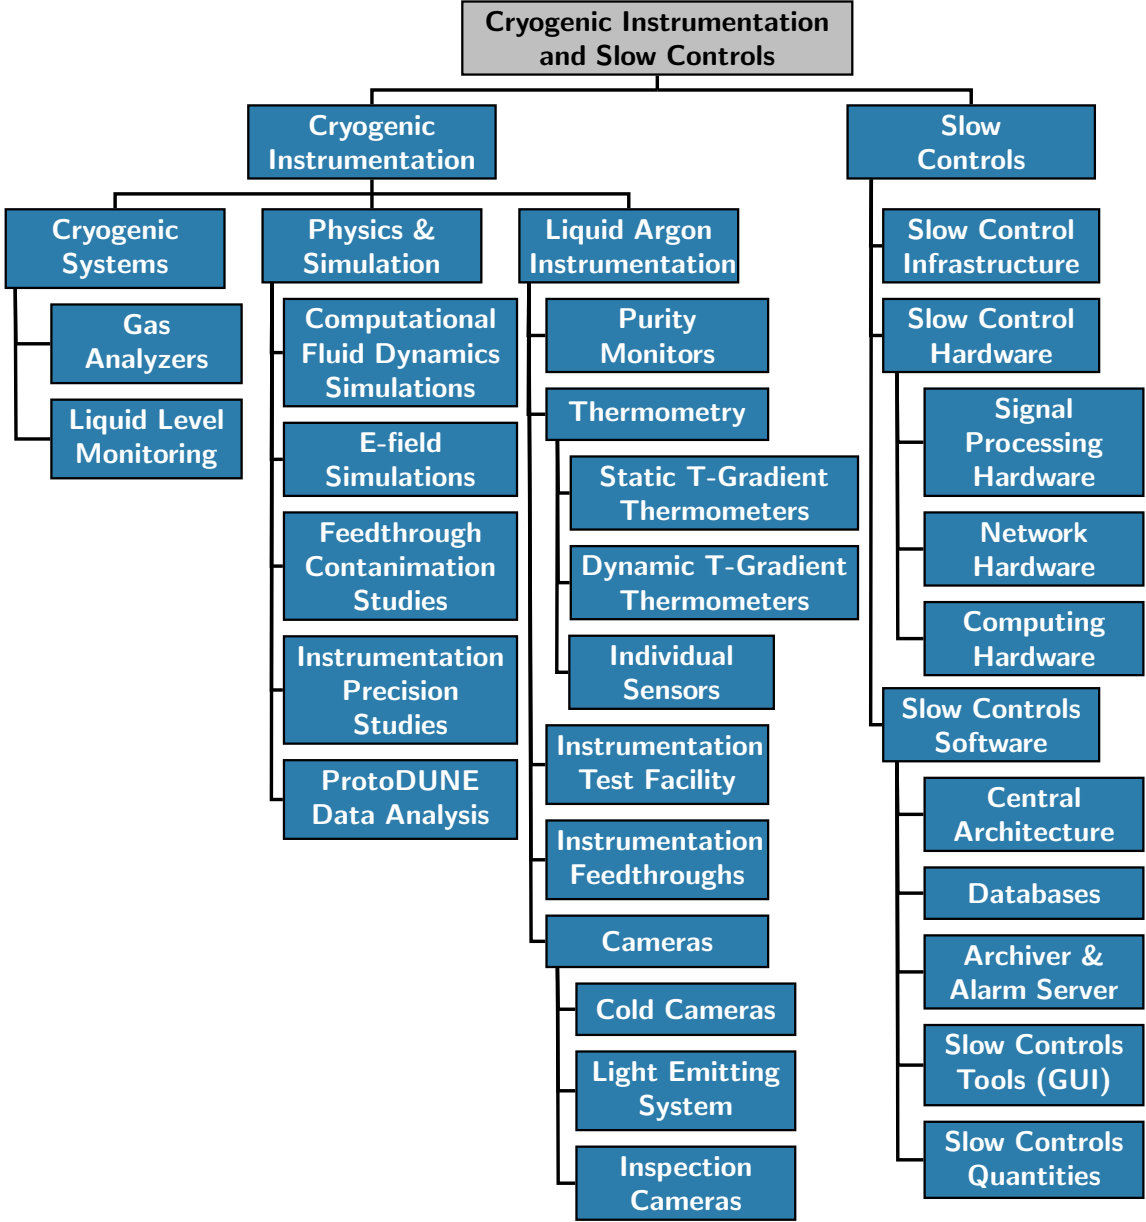 Cryogenic Instrumentation
and Slow Controls
Cryogenic
Instrumentation
Slow
Controls
Cryogenic
Systems
Gas
Analyzers
Liquid Level
Monitoring
Physics &
Simulation
Computational
Fluid Dynamics
Simulations
E-field
Simulations
Feedthrough
Contanimation
Studies
Instrumentation
Precision
Studies
ProtoDUNE
Data Analysis
Liquid Argon
Instrumentation
Purity
Monitors
Thermometry
Static T-Gradient
Thermometers
Dynamic T-Gradient
Thermometers
Individual
Sensors
Instrumentation
Test Facility
Instrumentation
Feedthroughs
Cameras
Cold Cameras
Light Emitting
System
Inspection
Cameras
Slow Control
Infrastructure
Slow Control
Hardware
Signal
Processing
Hardware
Network
Hardware
Computing
Hardware
Slow Controls
Software
Central
Architecture
Databases
Archiver &
Alarm Server
Slow Controls
Tools (GUI)
Slow Controls
Quantities